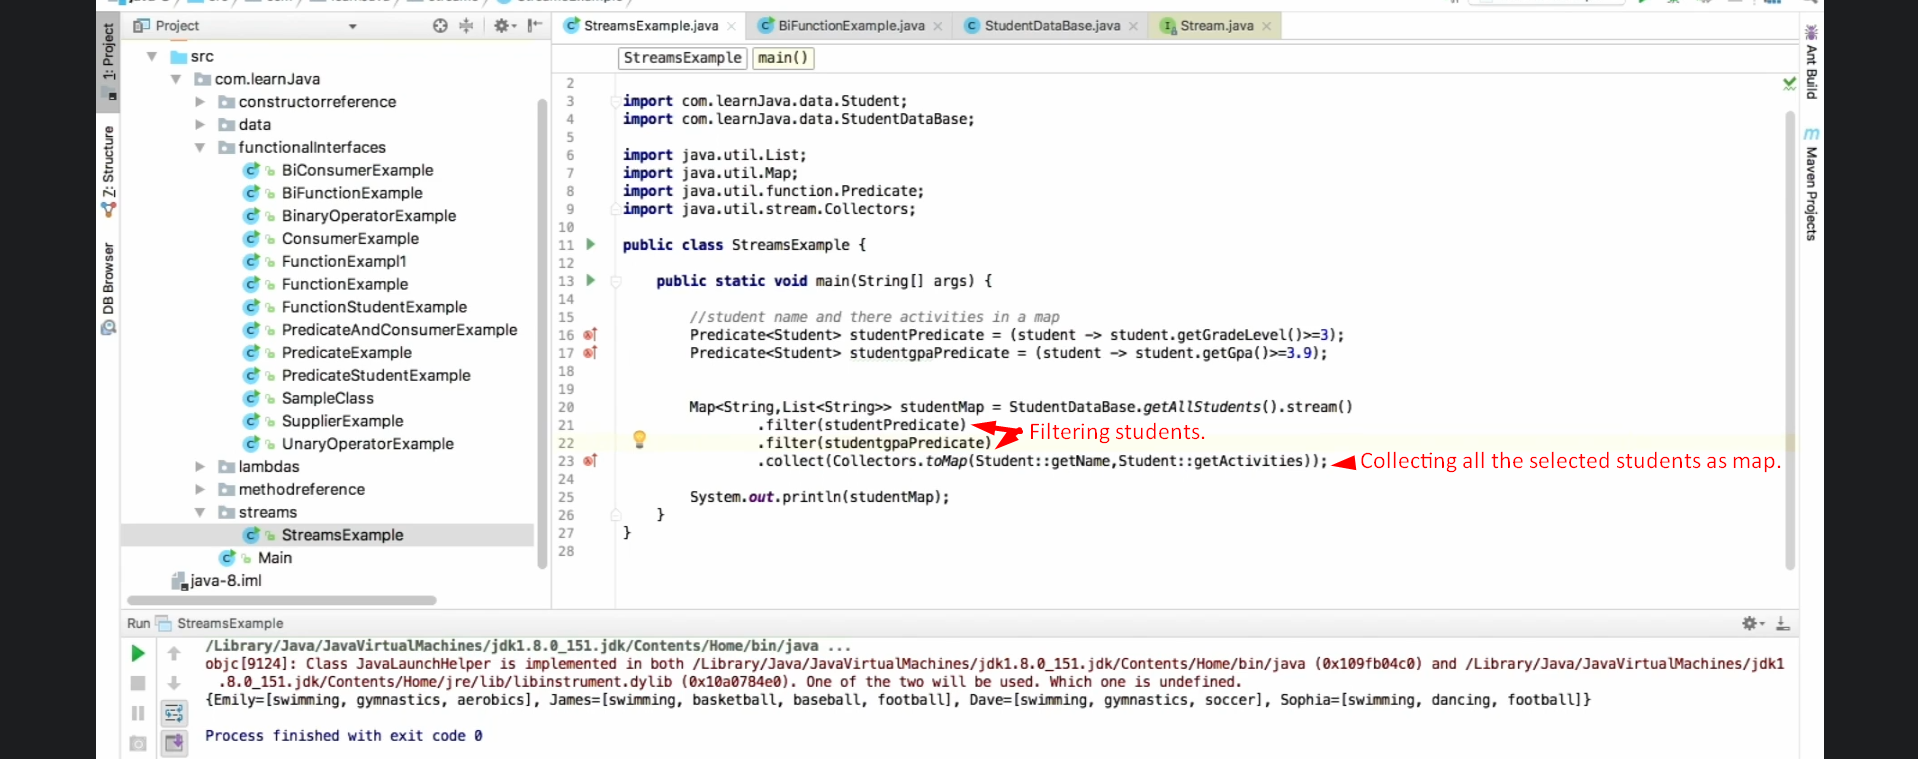 Project
StreamsExample.java
BiFunctionExample.java
StudentDataBase.java
Stream.java
1: Project
Z: Structure
DB Browser
Ant Build
m
Maven Projects
src
com.learnJava
constructorreference
data
functionalInterfaces
BiConsumerExample
BiFunctionExample
BinaryOperatorExample
ConsumerExample
FunctionExampl1
FunctionExample
FunctionStudentExample
PredicateAndConsumerExample
PredicateExample
PredicateStudentExample
SampleClass
SupplierExample
UnaryOperatorExample
lambdas
methodreference
streams
StreamsExample
Main
java-8.iml
StreamsExample main()
2
3 import com.learnJava.data.Student;
4 import com.learnJava.data.StudentDataBase;
5
6 import java.util.List;
7 import java.util.Map;
8 import java.util.function.Predicate;
9 import java.util.stream.Collectors;
10
11 public class StreamsExample {
12
13 public static void main(String[] args) {
14
15 //student name and there activities in a map
16 Predicate<Student> studentPredicate = (student -> student.getGradeLevel()>=3);
17 Predicate<Student> studentgpaPredicate = (student -> student.getGpa()>=3.9);
18
19
20 Map<String,List<String>> studentMap = StudentDataBase.getAllStudents().stream()
21 .filter(studentPredicate)
22 .filter(studentgpaPredicate)
Filtering students.
23 .collect(Collectors.toMap(Student::getName,Student::getActivities));
Collecting all the selected students as map.
24
25 System.out.println(studentMap);
26 }
27 }
28
Run StreamsExample
/Library/Java/JavaVirtualMachines/jdk1.8.0_151.jdk/Contents/Home/bin/java ...
objc[9124]: Class JavaLaunchHelper is implemented in both /Library/Java/JavaVirtualMachines/jdk1.8.0_151.jdk/Contents/Home/bin/java (0x109fb04c0) and /Library/Java/JavaVirtualMachines/jdk1
.8.0_151.jdk/Contents/Home/jre/lib/libinstrument.dylib (0x10a0784e0). One of the two will be used. Which one is undefined.
{Emily=[swimming, gymnastics, aerobics], James=[swimming, basketball, baseball, football], Dave=[swimming, gymnastics, soccer], Sophia=[swimming, dancing, football]}
Process finished with exit code 0